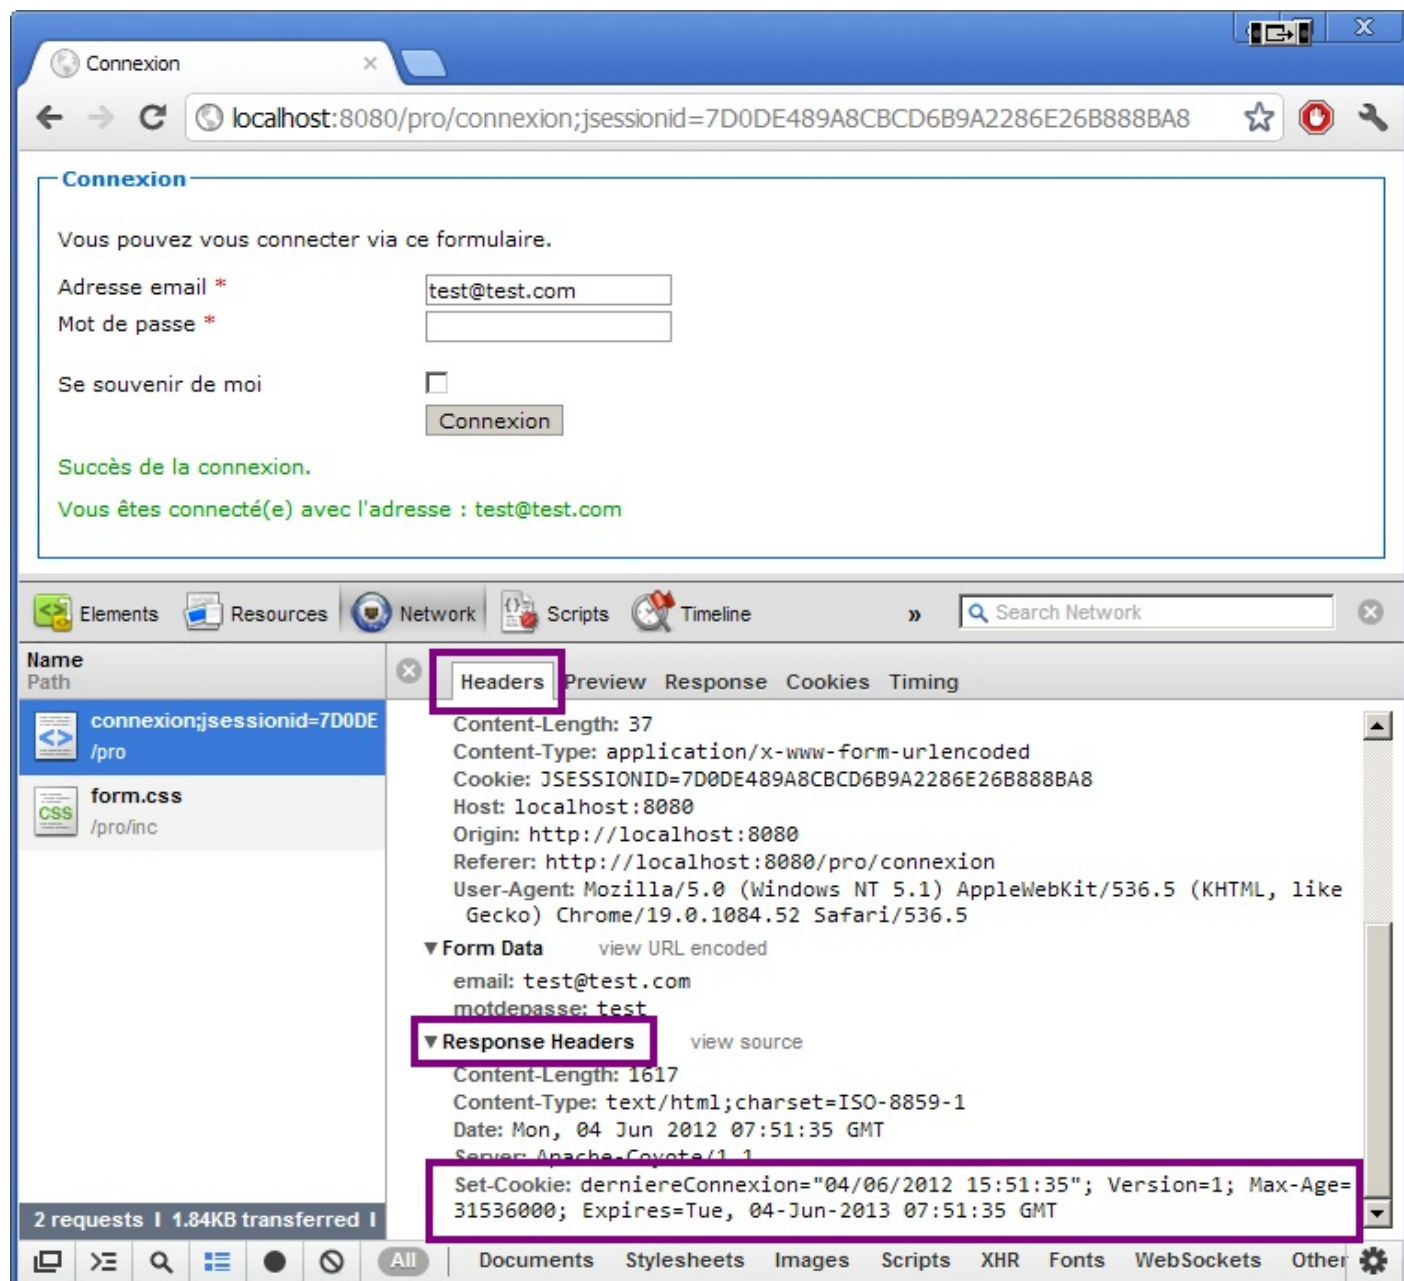 Connexion
localhost:8080/pro/connexion;jsessionid=7D0DE489A8CBCD6B9A2286E26B888BA8
Connexion
Vous pouvez vous connecter via ce formulaire.
Adresse email * test@test.com
Mot de passe *
Se souvenir de moi
Connexion
Succès de la connexion.
Vous êtes connecté(e) avec l'adresse : test@test.com
Elements Resources Network Scripts Timeline » Search Network
Name
Path
Headers Preview Response Cookies Timing
connexion;jsessionid=7D0DE
/pro
form.css
/pro/inc
Content-Length: 37
Content-Type: application/x-www-form-urlencoded
Cookie: JSESSIONID=7D0DE489A8CBCD6B9A2286E26B888BA8
Host: localhost:8080
Origin: http://localhost:8080
Referer: http://localhost:8080/pro/connexion
User-Agent: Mozilla/5.0 (Windows NT 5.1) AppleWebKit/536.5 (KHTML, like
Gecko) Chrome/19.0.1084.52 Safari/536.5
Form Data view URL encoded
email: test@test.com
motdepasse: test
Response Headers view source
Content-Length: 1617
Content-Type: text/html;charset=ISO-8859-1
Date: Mon, 04 Jun 2012 07:51:35 GMT
Server: Apache-Coyote/1.1
Set-Cookie: derniereConnexion="04/06/2012 15:51:35"; Version=1; Max-Age=
31536000; Expires=Tue, 04-Jun-2013 07:51:35 GMT
2 requests | 1.84KB transferred |
All Documents Stylesheets Images Scripts XHR Fonts WebSockets Other